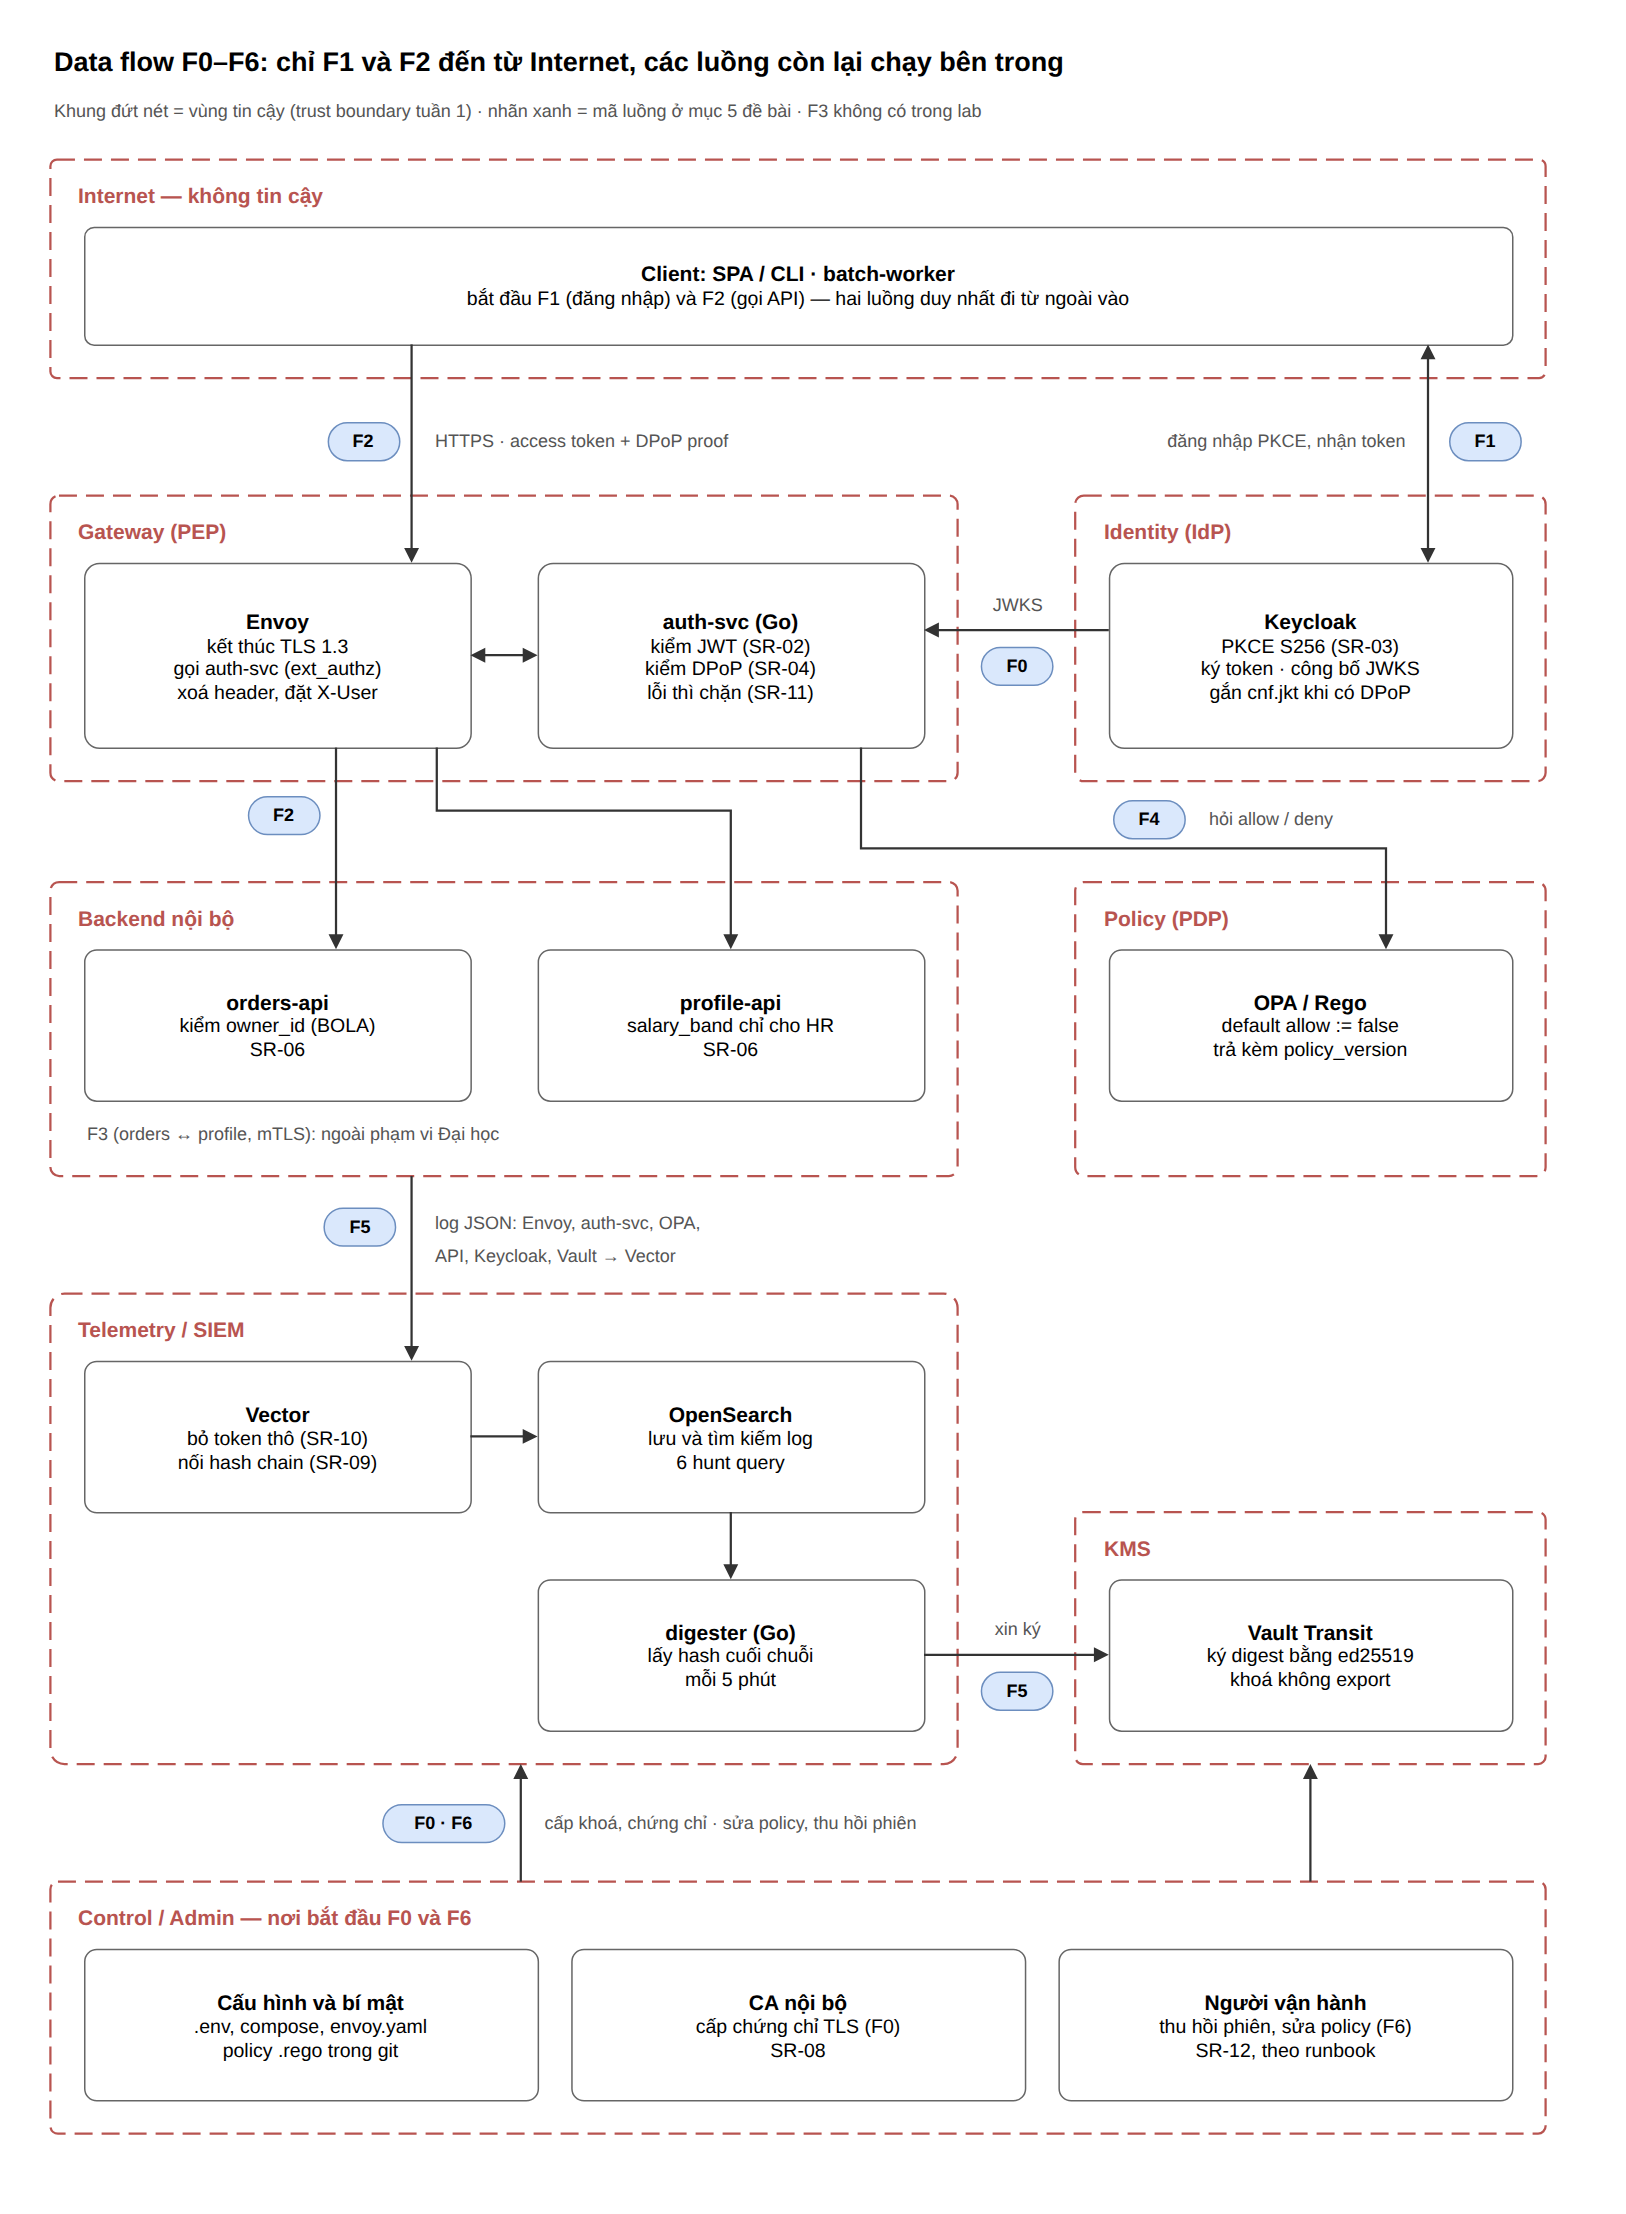 Data flow F0–F6: chỉ F1 và F2 đến từ Internet, các luồng còn lại chạy bên trong
Khung đứt nét = vùng tin cậy (trust boundary tuần 1) · nhãn xanh = mã luồng ở mục 5 đề bài · F3 không có trong lab
Internet — không tin cậy
Client: SPA / CLI · batch-worker
bắt đầu F1 (đăng nhập) và F2 (gọi API) — hai luồng duy nhất đi từ ngoài vào
F2
HTTPS · access token + DPoP proof
đăng nhập PKCE, nhận token
F1
Gateway (PEP)
Envoy
kết thúc TLS 1.3
gọi auth-svc (ext_authz)
xoá header, đặt X-User
auth-svc (Go)
kiểm JWT (SR-02)
kiểm DPoP (SR-04)
lỗi thì chặn (SR-11)
JWKS
F0
Identity (IdP)
Keycloak
PKCE S256 (SR-03)
ký token · công bố JWKS
gắn cnf.jkt khi có DPoP
F2
F4
hỏi allow / deny
Backend nội bộ
orders-api
kiểm owner_id (BOLA)
SR-06
profile-api
salary_band chỉ cho HR
SR-06
F3 (orders ↔ profile, mTLS): ngoài phạm vi Đại học
Policy (PDP)
OPA / Rego
default allow := false
trả kèm policy_version
F5
log JSON: Envoy, auth-svc, OPA,
API, Keycloak, Vault → Vector
Telemetry / SIEM
Vector
bỏ token thô (SR-10)
nối hash chain (SR-09)
OpenSearch
lưu và tìm kiếm log
6 hunt query
digester (Go)
lấy hash cuối chuỗi
mỗi 5 phút
xin ký
F5
KMS
Vault Transit
ký digest bằng ed25519
khoá không export
F0 · F6
cấp khoá, chứng chỉ · sửa policy, thu hồi phiên
Control / Admin — nơi bắt đầu F0 và F6
Cấu hình và bí mật
.env, compose, envoy.yaml
policy .rego trong git
CA nội bộ
cấp chứng chỉ TLS (F0)
SR-08
Người vận hành
thu hồi phiên, sửa policy (F6)
SR-12, theo runbook